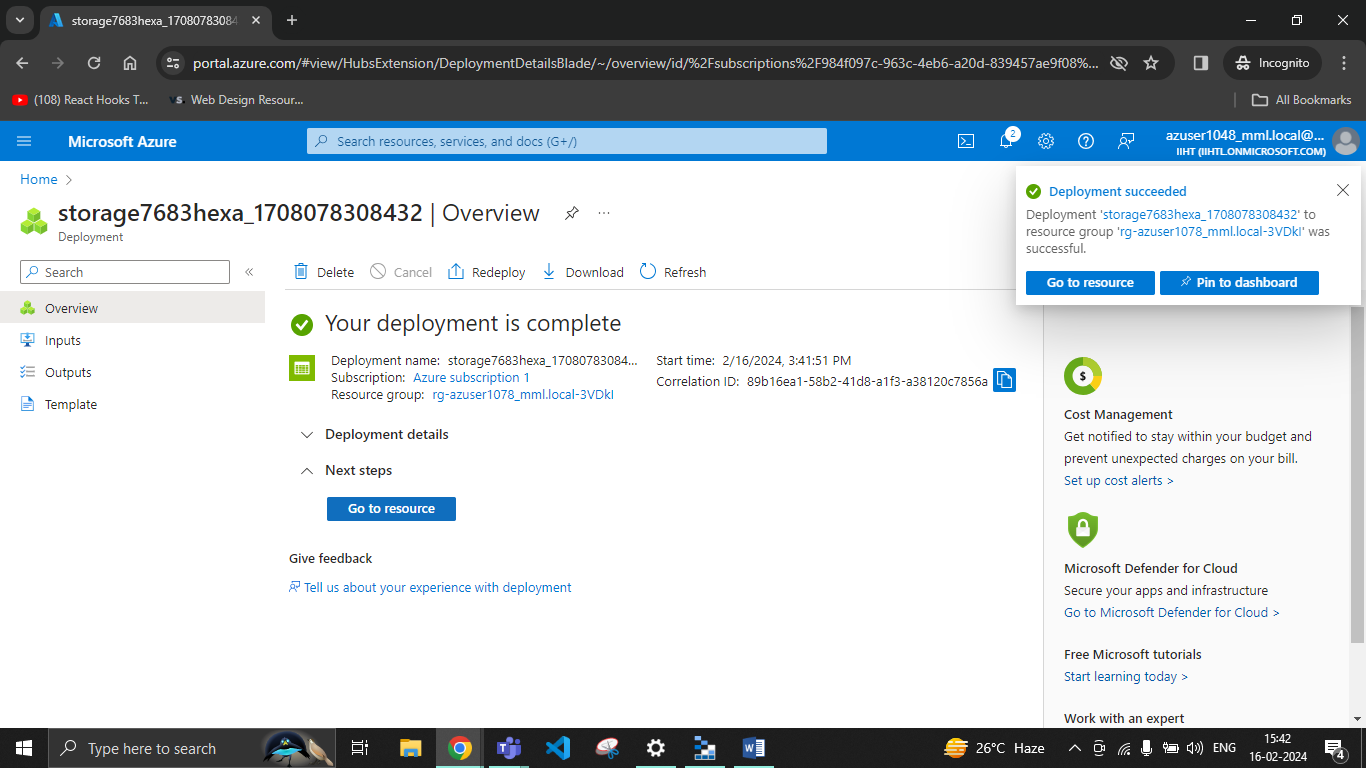 storage7683hexa_17080783084
portal.azure.com/#view/HubsExtension/DeploymentDetailsBlade/~/overview/id/%2Fsubscriptions%2F984f097c-963c-4eb6-a20d-839457ae9f08%...
Incognito
(108) React Hooks T...
VS.
Web Design Resour...
All Bookmarks
Microsoft Azure
Search resources, services, and docs (G+/)
2
azuser1048_mml.local@...
IIHT (IIHTL.ONMICROSOFT.COM)
Home
storage7683hexa_1708078308432 | Overview
...
Deployment
Deployment succeeded
Deployment 'storage7683hexa_1708078308432' to
resource group 'rg-azuser1078_mml.local-3VDkI' was
successful.
Go to resource
Pin to dashboard
Search
Delete
Cancel
Redeploy
Download
Refresh
Overview
Inputs
Outputs
Template
Your deployment is complete
Deployment name: storage7683hexa_17080783084...
Subscription: Azure subscription 1
Resource group: rg-azuser1078_mml.local-3VDkI
Start time: 2/16/2024, 3:41:51 PM
Correlation ID: 89b16ea1-58b2-41d8-a1f3-a38120c7856a
Deployment details
Next steps
Go to resource
Give feedback
Tell us about your experience with deployment
$
Cost Management
Get notified to stay within your budget and
prevent unexpected charges on your bill.
Set up cost alerts >
Microsoft Defender for Cloud
Secure your apps and infrastructure
Go to Microsoft Defender for Cloud >
Free Microsoft tutorials
Start learning today >
Work with an expert
Type here to search
26°C Haze
ENG
15:42
16-02-2024
4